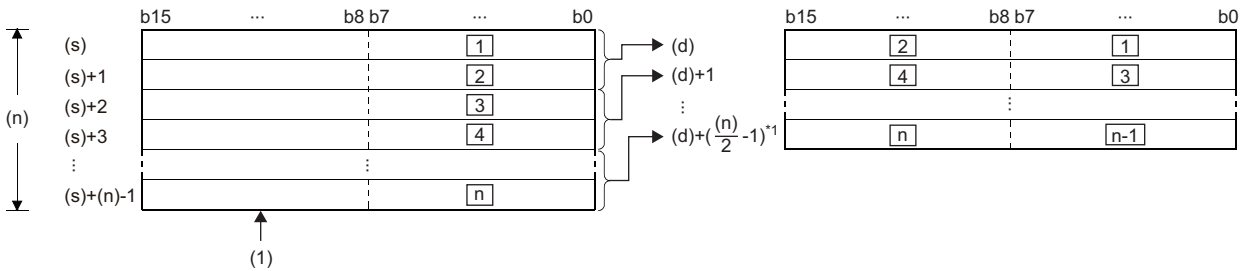 b15 ... b8 b7 ... b0 b15 ... b8 b7 ... b0
(s) 1 (d) 2 1
(s)+1 2 (d)+1 4 3
(s)+2 3 ⋮ ⋮
(n) (s)+3 4 (d)+((n)/2 -1)*1 n n-1
⋮ ⋮
(s)+(n)-1 n
(1)